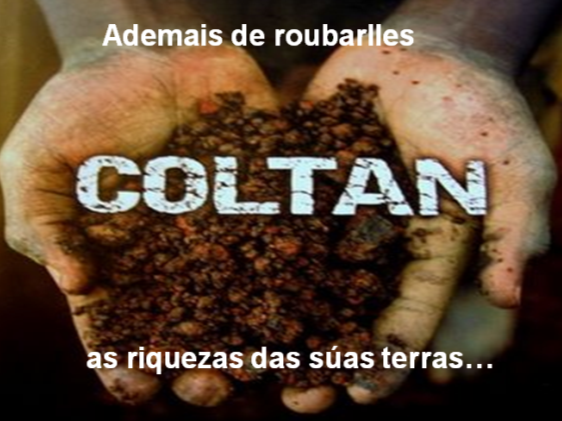 Ademais de roubarlles
COLTAN
as riquezas das súas terras…